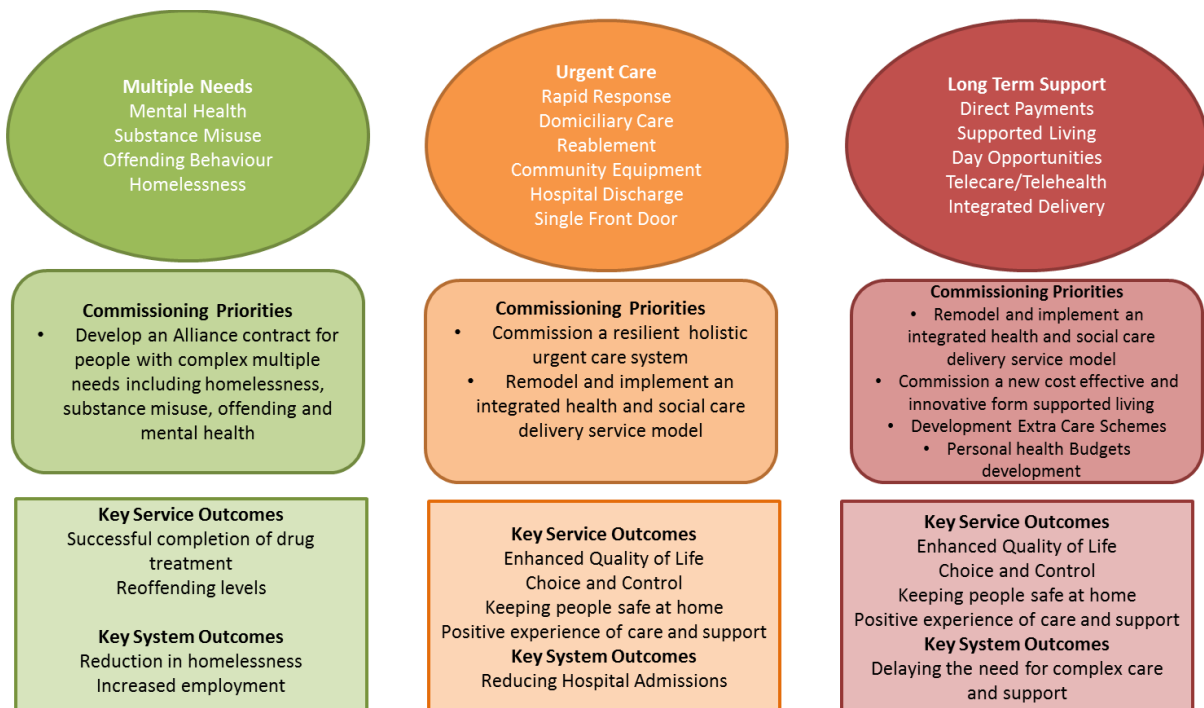 Multiple Needs
Mental Health
Substance Misuse
Offending Behaviour
Homelessness
Urgent Care
Rapid Response
Domiciliary Care
Reablement
Community Equipment
Hospital Discharge
Single Front Door
Long Term Support
Direct Payments
Supported Living
Day Opportunities
Telecare/Telehealth
Integrated Delivery
Commissioning Priorities
• Develop an Alliance contract for
people with complex multiple
needs including homelessness,
substance misuse, offending and
mental health
Commissioning Priorities
• Commission a resilient holistic
urgent care system
• Remodel and implement an
integrated health and social care
delivery service model
Commissioning Priorities
• Remodel and implement an
integrated health and social care
delivery service model
• Commission a new cost effective and
innovative form supported living
• Development Extra Care Schemes
• Personal health Budgets
development
Key Service Outcomes
Successful completion of drug
treatment
Reoffending levels
Key System Outcomes
Reduction in homelessness
Increased employment
Key Service Outcomes
Enhanced Quality of Life
Choice and Control
Keeping people safe at home
Positive experience of care and support
Key System Outcomes
Reducing Hospital Admissions
Key Service Outcomes
Enhanced Quality of Life
Choice and Control
Keeping people safe at home
Positive experience of care and support
Key System Outcomes
Delaying the need for complex care
and support